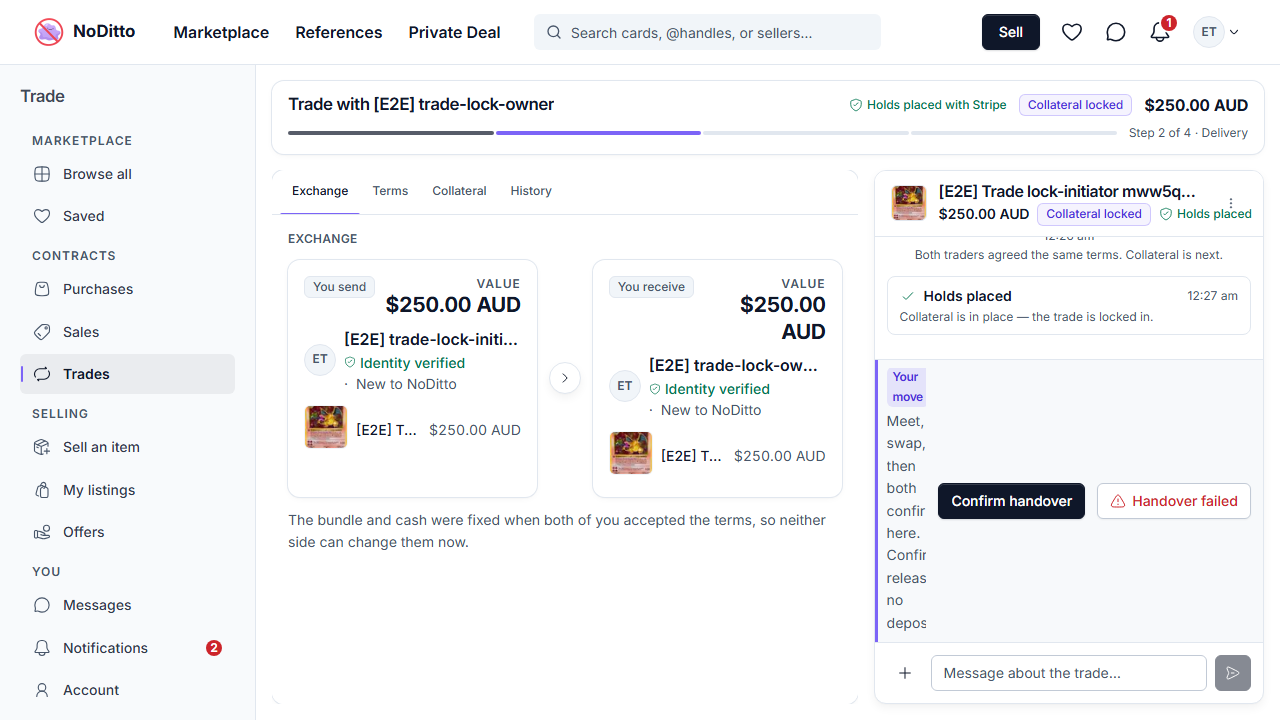 NoDitto
Marketplace
References
Private Deal
Search cards, @handles, or sellers...
Sell
1
ET
Trade
MARKETPLACE
Browse all
Saved
CONTRACTS
Purchases
Sales
Trades
SELLING
Sell an item
My listings
Offers
YOU
Messages
Notifications
2
Account
Trade with [E2E] trade-lock-owner
Holds placed with Stripe
Collateral locked
$250.00 AUD
Step 2 of 4 · Delivery
Exchange
Terms
Collateral
History
EXCHANGE
You send
VALUE
$250.00 AUD
ET
[E2E] trade-lock-initi...
Identity verified
· New to NoDitto
[E2E] T...
$250.00 AUD
You receive
VALUE
$250.00
AUD
ET
[E2E] trade-lock-ow...
Identity verified
· New to NoDitto
[E2E] T...
$250.00 AUD
The bundle and cash were fixed when both of you accepted the terms, so neither
side can change them now.
[E2E] Trade lock-initiator mww5q...
$250.00 AUD
Collateral locked
Holds placed
Both traders agreed the same terms. Collateral is next.
Holds placed
12:27 am
Collateral is in place — the trade is locked in.
Your
move
Meet,
swap,
then
both
confir
here.
Confir
releas
no
depos
Confirm handover
Handover failed
Message about the trade...